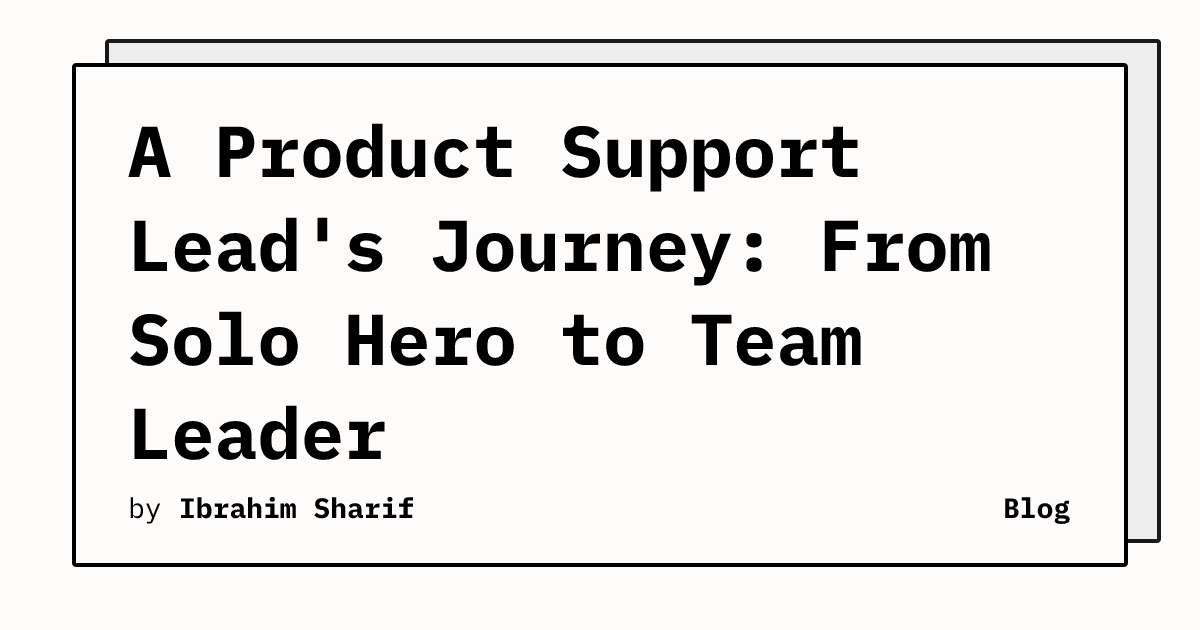 A Product Support
Lead's Journey: From
Solo Hero to Team
Leader
by Ibrahim Sharif
Blog